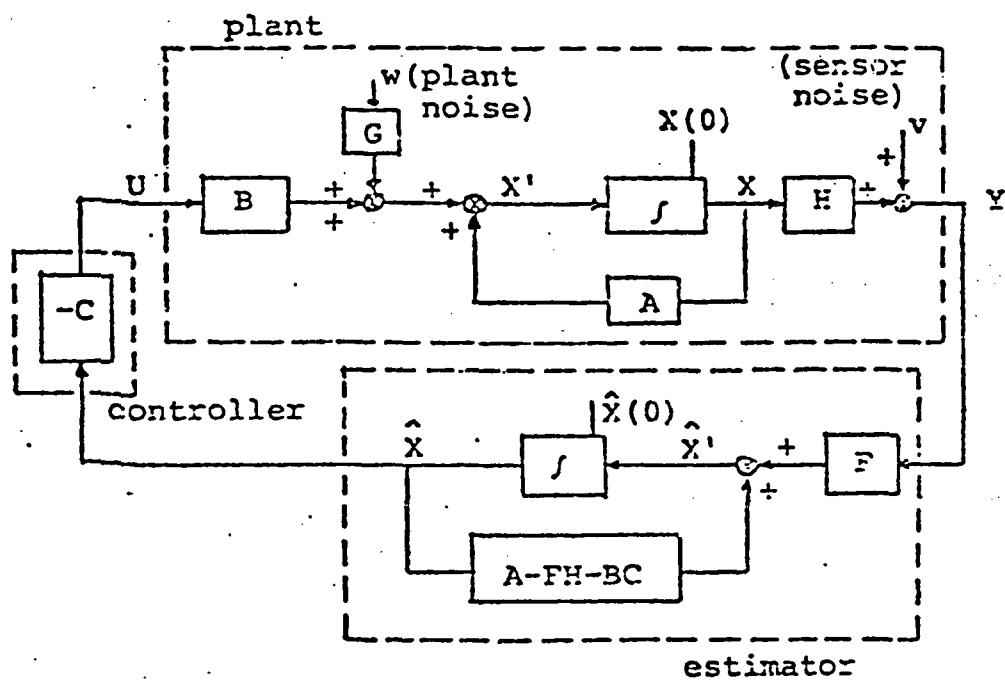 plant
w(plant
noise)
(sensor
noise)
G
X(0)
v
+
U
B
+
+
+
+
X'
∫
X
H
+
Y
A
-C
controller
X̂(0)
X̂
∫
X̂'
+
A-FH-BC
estimator